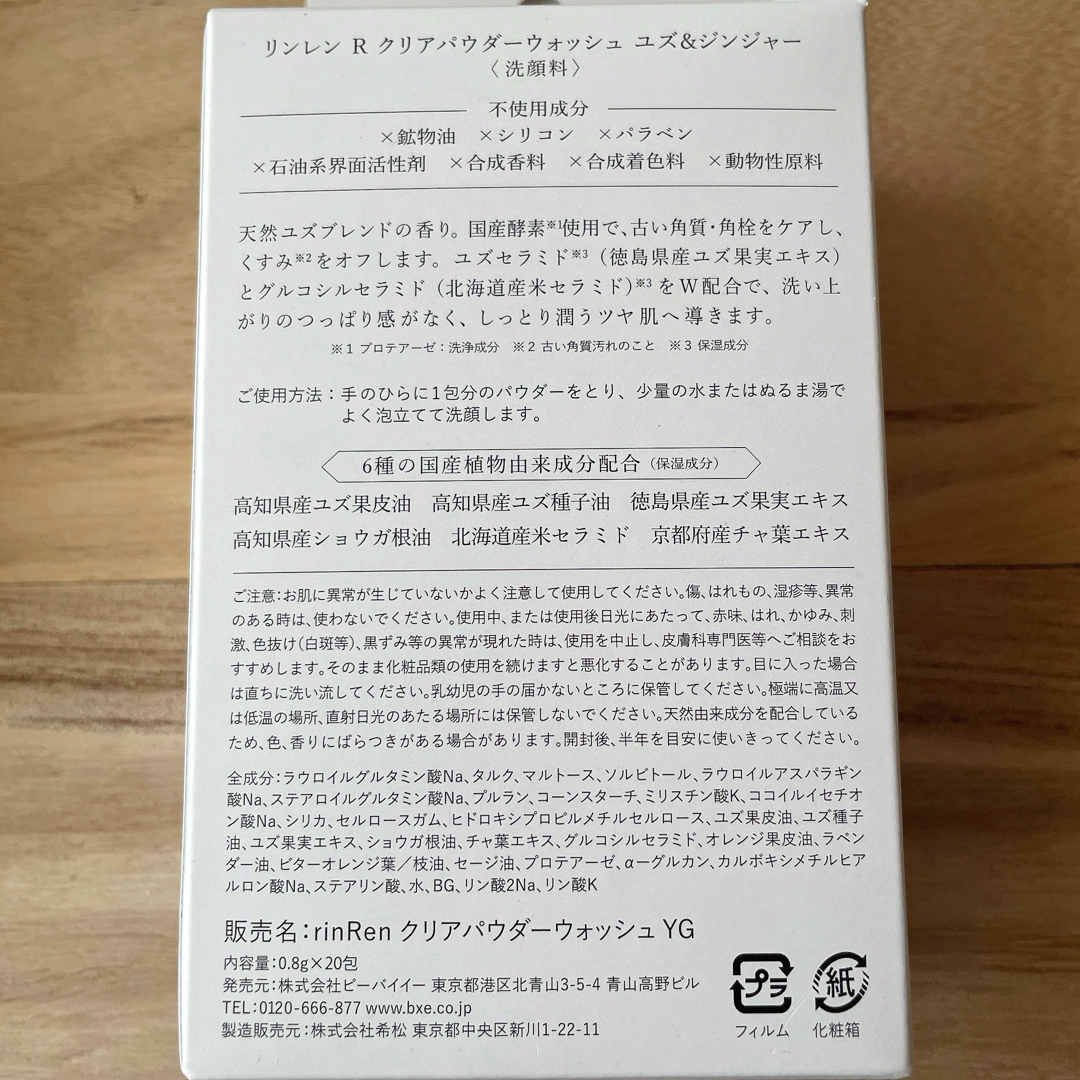 リンレン R クリアパウダーウォッシュ ユズ&ジンジャー
〈洗顔料〉
不使用成分
×鉱物油 ×シリコン ×パラベン
×石油系界面活性剤 ×合成香料 ×合成着色料 ×動物性原料
天然ユズブレンドの香り。国産酵素※1使用で、古い角質・角栓をケアし、
くすみ※2をオフします。ユズセラミド※3（徳島県産ユズ果実エキス）
とグルコシルセラミド（北海道産米セラミド）※3をW配合で、洗い上
がりのつっぱり感がなく、しっとり潤うツヤ肌へ導きます。
※1 プロテアーゼ：洗浄成分 ※2 古い角質汚れのこと ※3 保湿成分
ご使用方法：手のひらに1包分のパウダーをとり、少量の水またはぬるま湯で
よく泡立てて洗顔します。
6種の国産植物由来成分配合（保湿成分）
高知県産ユズ果皮油 高知県産ユズ種子油 徳島県産ユズ果実エキス
高知県産ショウガ根油 北海道産米セラミド 京都府産チャ葉エキス
ご注意：お肌に異常が生じていないかよく注意して使用してください。傷、はれもの、湿疹等、異常
のある時は、使わないでください。使用中、または使用後日光にあたって、赤味、はれ、かゆみ、刺
激、色抜け（白斑等）、黒ずみ等の異常が現れた時は、使用を中止し、皮膚科専門医等へご相談をお
すすめします。そのまま化粧品類の使用を続けますと悪化することがあります。目に入った場合
は直ちに洗い流してください。乳幼児の手の届かないところに保管してください。極端に高温又
は低温の場所、直射日光のあたる場所には保管しないでください。天然由来成分を配合している
ため、色、香りにばらつきがある場合があります。開封後、半年を目安に使いきってください。
全成分：ラウロイルグルタミン酸Na、タルク、マルトース、ソルビトール、ラウロイルアスパラギン
酸Na、ステアロイルグルタミン酸Na、プルラン、コーンスターチ、ミリスチン酸K、ココイルイセチオ
ン酸Na、シリカ、セルロースガム、ヒドロキシプロピルメチルセルロース、ユズ果皮油、ユズ種子
油、ユズ果実エキス、ショウガ根油、チャ葉エキス、グルコシルセラミド、オレンジ果皮油、ラベン
ダー油、ビターオレンジ葉／枝油、セージ油、プロテアーゼ、α-グルカン、カルボキシメチルヒア
ルロン酸Na、ステアリン酸、水、BG、リン酸2Na、リン酸K
販売名：rinRen クリアパウダーウォッシュ YG
内容量：0.8g×20包
発売元：株式会社ビーバイイー 東京都港区北青山3-5-4 青山高野ビル
TEL：0120-666-877 www.bxe.co.jp
製造販売元：株式会社希松 東京都中央区新川1-22-11
プラ
フィルム
紙
化粧箱